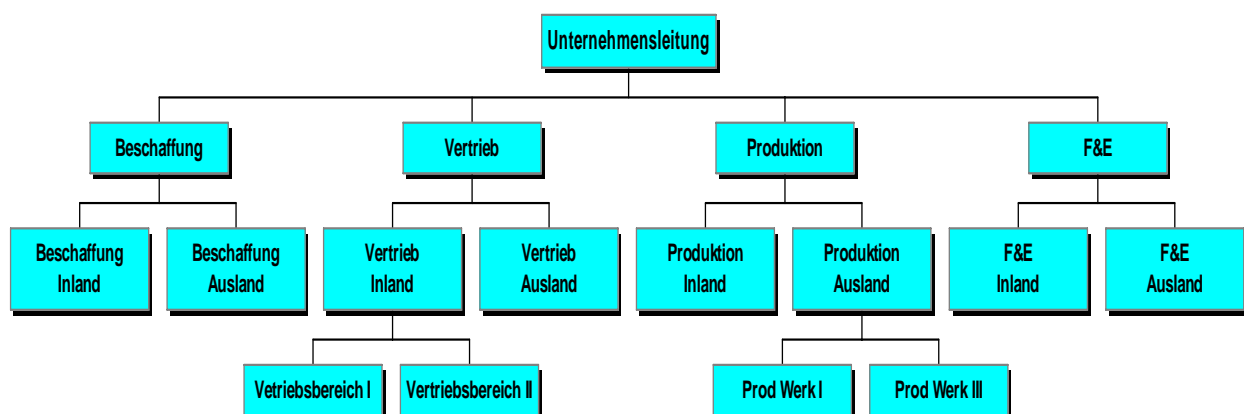 Unternehmensleitung
Beschaffung
Vertrieb
Produktion
F&E
Beschaffung
Inland
Beschaffung
Ausland
Vertrieb
Inland
Vertrieb
Ausland
Produktion
Inland
Produktion
Ausland
F&E
Inland
F&E
Ausland
Vetriebsbereich I
Vertriebsbereich II
Prod Werk I
Prod Werk III